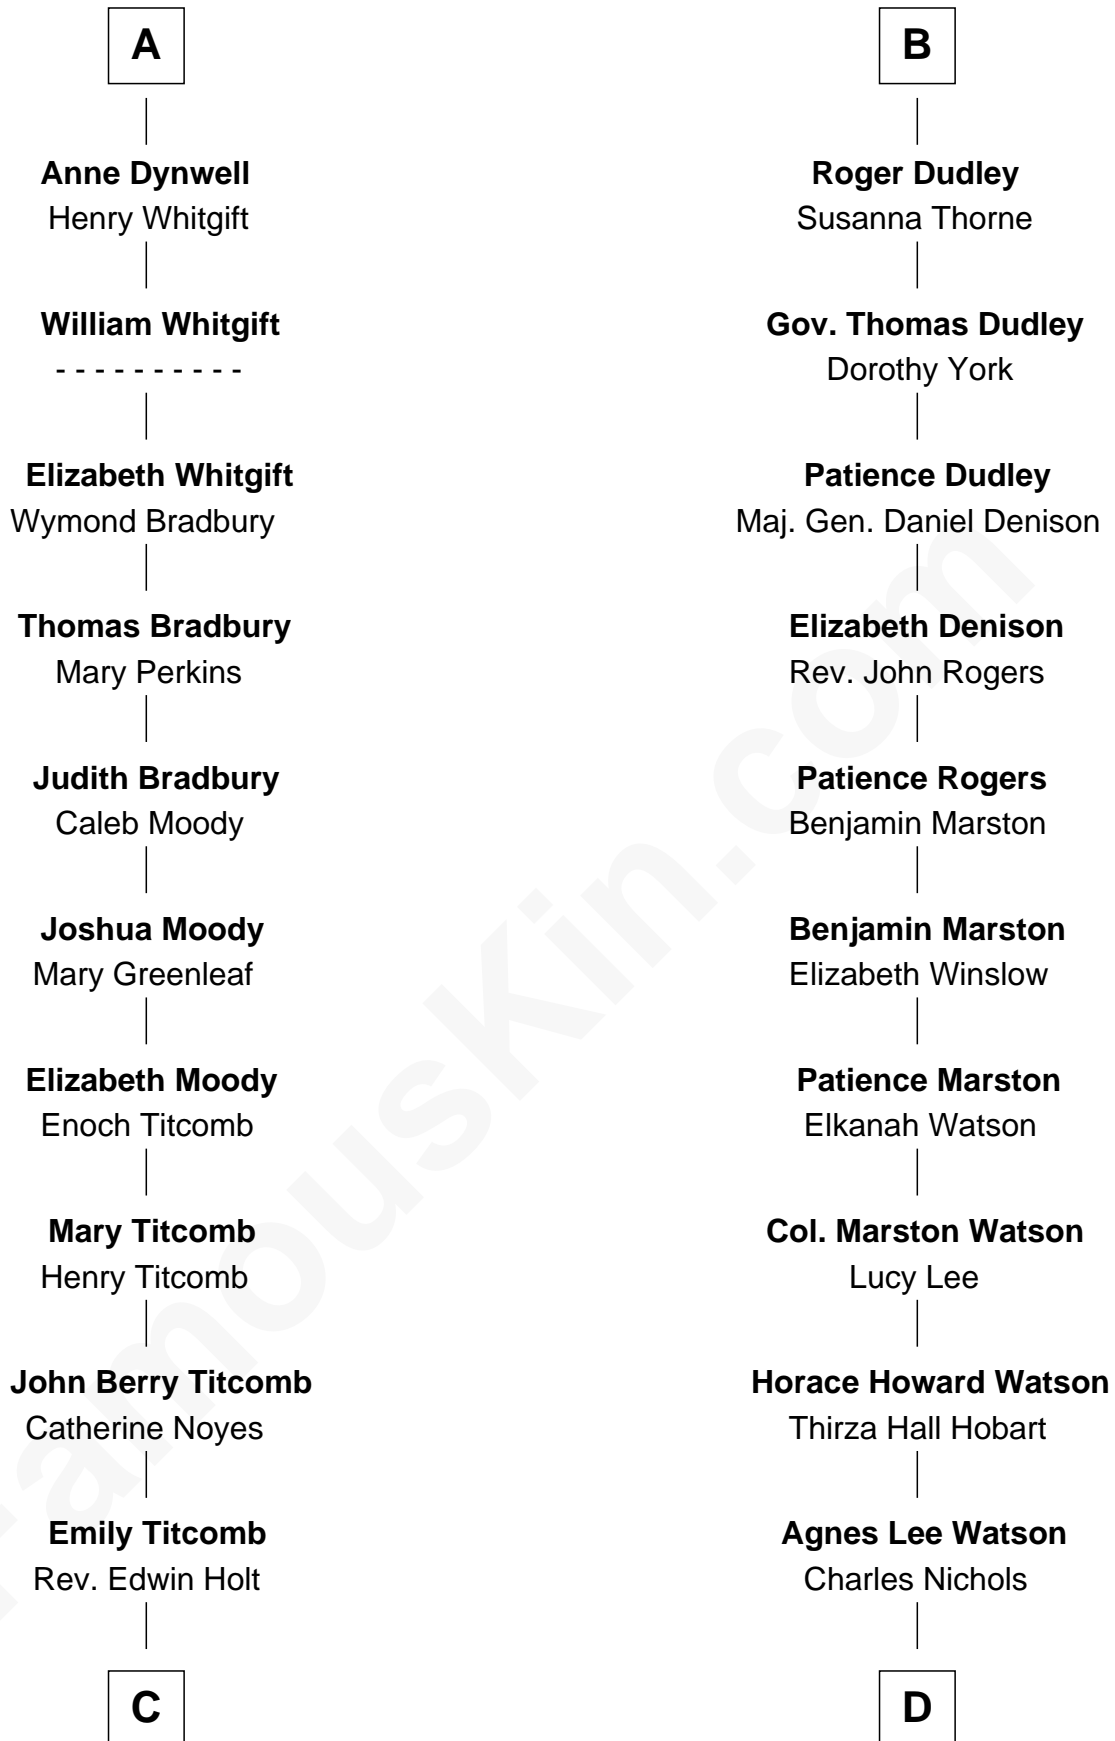 A
Anne Dynwell
Henry Whitgift
William Whitgift
- - - - - - - - - -
Elizabeth Whitgift
Wymond Bradbury
Thomas Bradbury
Mary Perkins
Judith Bradbury
Caleb Moody
Joshua Moody
Mary Greenleaf
Elizabeth Moody
Enoch Titcomb
Mary Titcomb
Henry Titcomb
John Berry Titcomb
Catherine Noyes
Emily Titcomb
Rev. Edwin Holt
C
B
Roger Dudley
Susanna Thorne
Gov. Thomas Dudley
Dorothy York
Patience Dudley
Maj. Gen. Daniel Denison
Elizabeth Denison
Rev. John Rogers
Patience Rogers
Benjamin Marston
Benjamin Marston
Elizabeth Winslow
Patience Marston
Elkanah Watson
Col. Marston Watson
Lucy Lee
Horace Howard Watson
Thirza Hall Hobart
Agnes Lee Watson
Charles Nichols
D
FamousKin.com